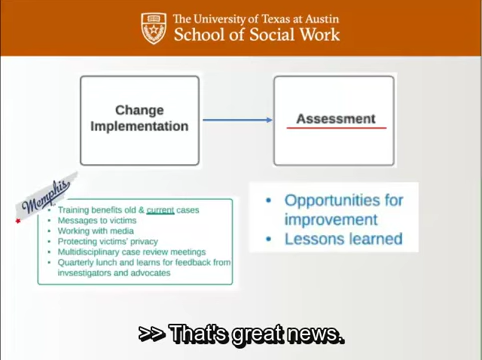 The University of Texas at Austin
School of Social Work
Change
Implementation
Assessment
Memphis
• Training benefits old & current cases
• Messages to victims
• Working with media
• Protecting victims' privacy
• Multidisciplinary case review meetings
• Quarterly lunch and learns for feedback from
investigators and advocates
• Opportunities for
improvement
• Lessons learned
>> That's great news.